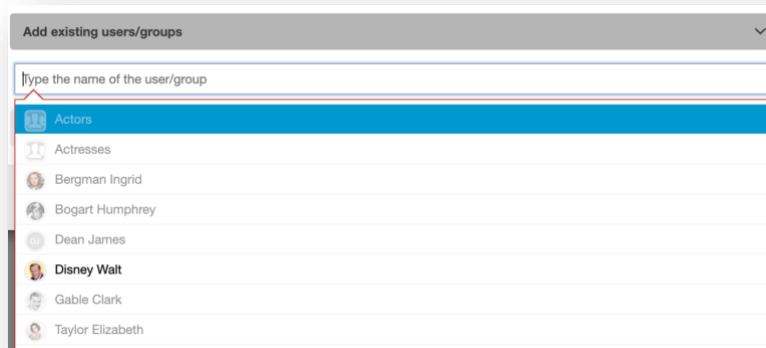 Add existing users/groups
Type the name of the user/group
Actors
Actresses
Bergman Ingrid
Bogart Humphrey
Dean James
Disney Walt
Gable Clark
Taylor Elizabeth